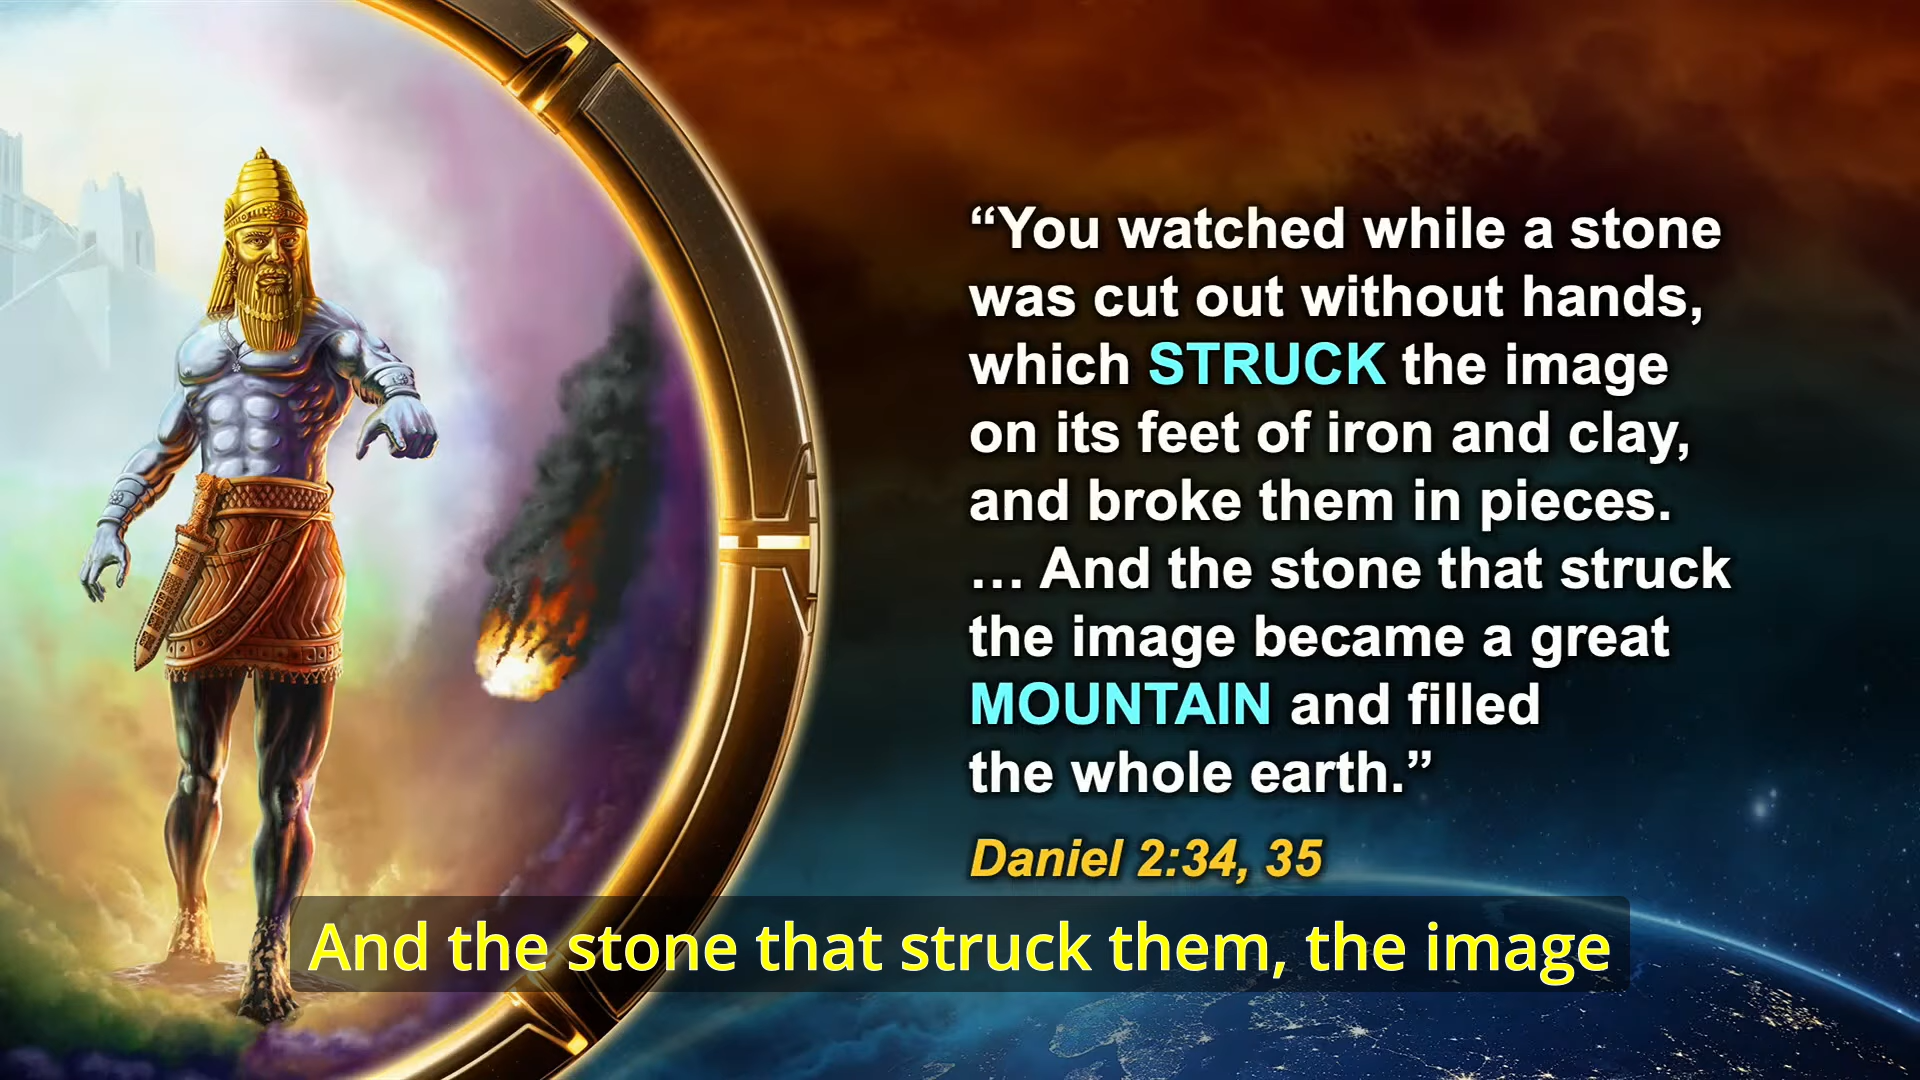 “You watched while a stone
was cut out without hands,
which STRUCK the image
on its feet of iron and clay,
and broke them in pieces.
… And the stone that struck
the image became a great
MOUNTAIN and filled
the whole earth.”
Daniel 2:34, 35
And the stone that struck them, the image